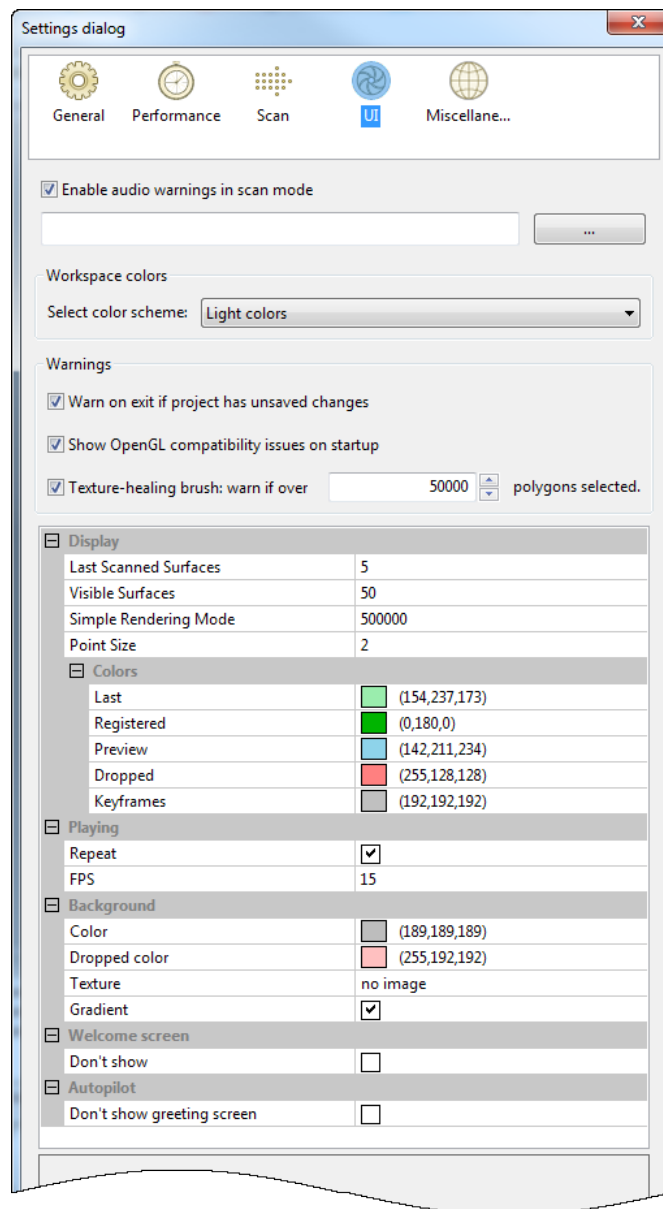 Settings dialog
General Performance Scan UI Miscellane...
Enable audio warnings in scan mode
...
Workspace colors
Select color scheme: Light colors
Warnings
Warn on exit if project has unsaved changes
Show OpenGL compatibility issues on startup
Texture-healing brush: warn if over 50000 polygons selected.
Display
Last Scanned Surfaces 5
Visible Surfaces 50
Simple Rendering Mode 500000
Point Size 2
Colors
Last (154,237,173)
Registered (0,180,0)
Preview (142,211,234)
Dropped (255,128,128)
Keyframes (192,192,192)
Playing
Repeat
FPS 15
Background
Color (189,189,189)
Dropped color (255,192,192)
Texture no image
Gradient
Welcome screen
Don't show
Autopilot
Don't show greeting screen